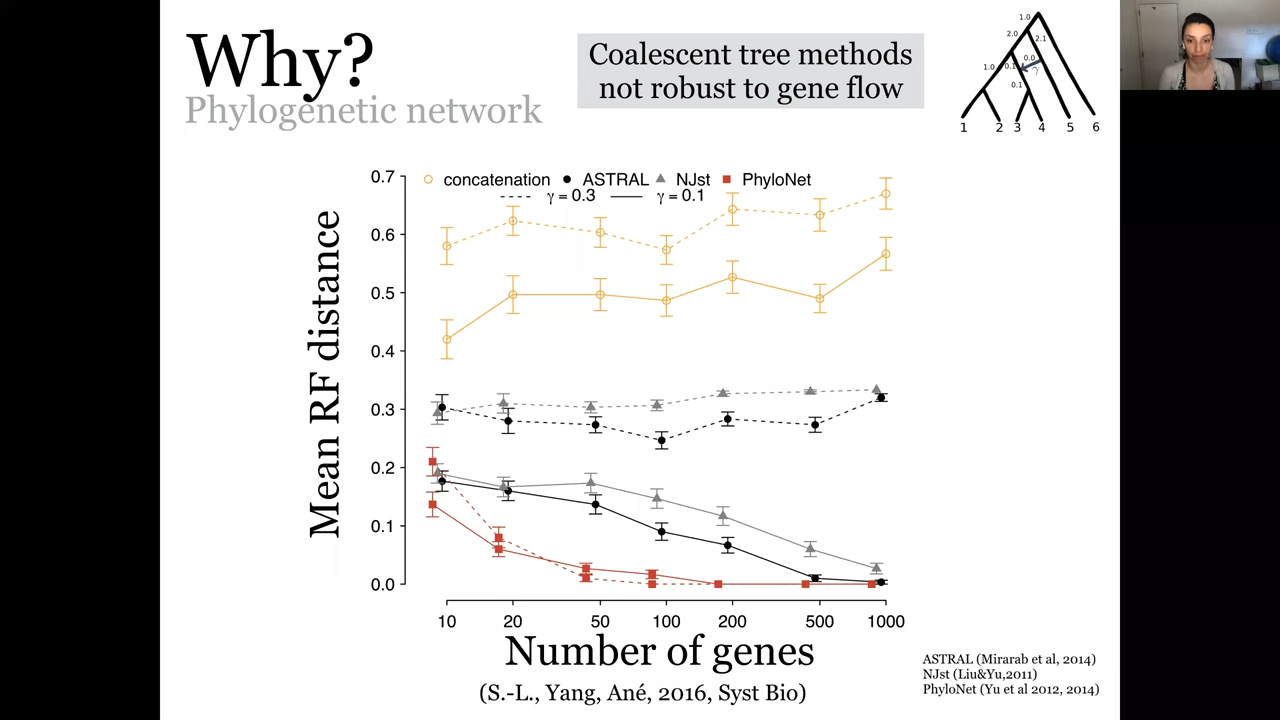 Why?
Phylogenetic network
Coalescent tree methods
not robust to gene flow
1.0
2.0
2.1
0.0
1.0
0.1
γ
0.1
1 2 3 4 5 6
concatenation ASTRAL NJst PhyloNet
γ = 0.3 γ = 0.1
Mean RF distance
0.7
0.6
0.5
0.4
0.3
0.2
0.1
0.0
10 20 50 100 200 500 1000
Number of genes
(S.-L., Yang, Ané, 2016, Syst Bio)
ASTRAL (Mirarab et al, 2014)
NJst (Liu&Yu,2011)
PhyloNet (Yu et al 2012, 2014)